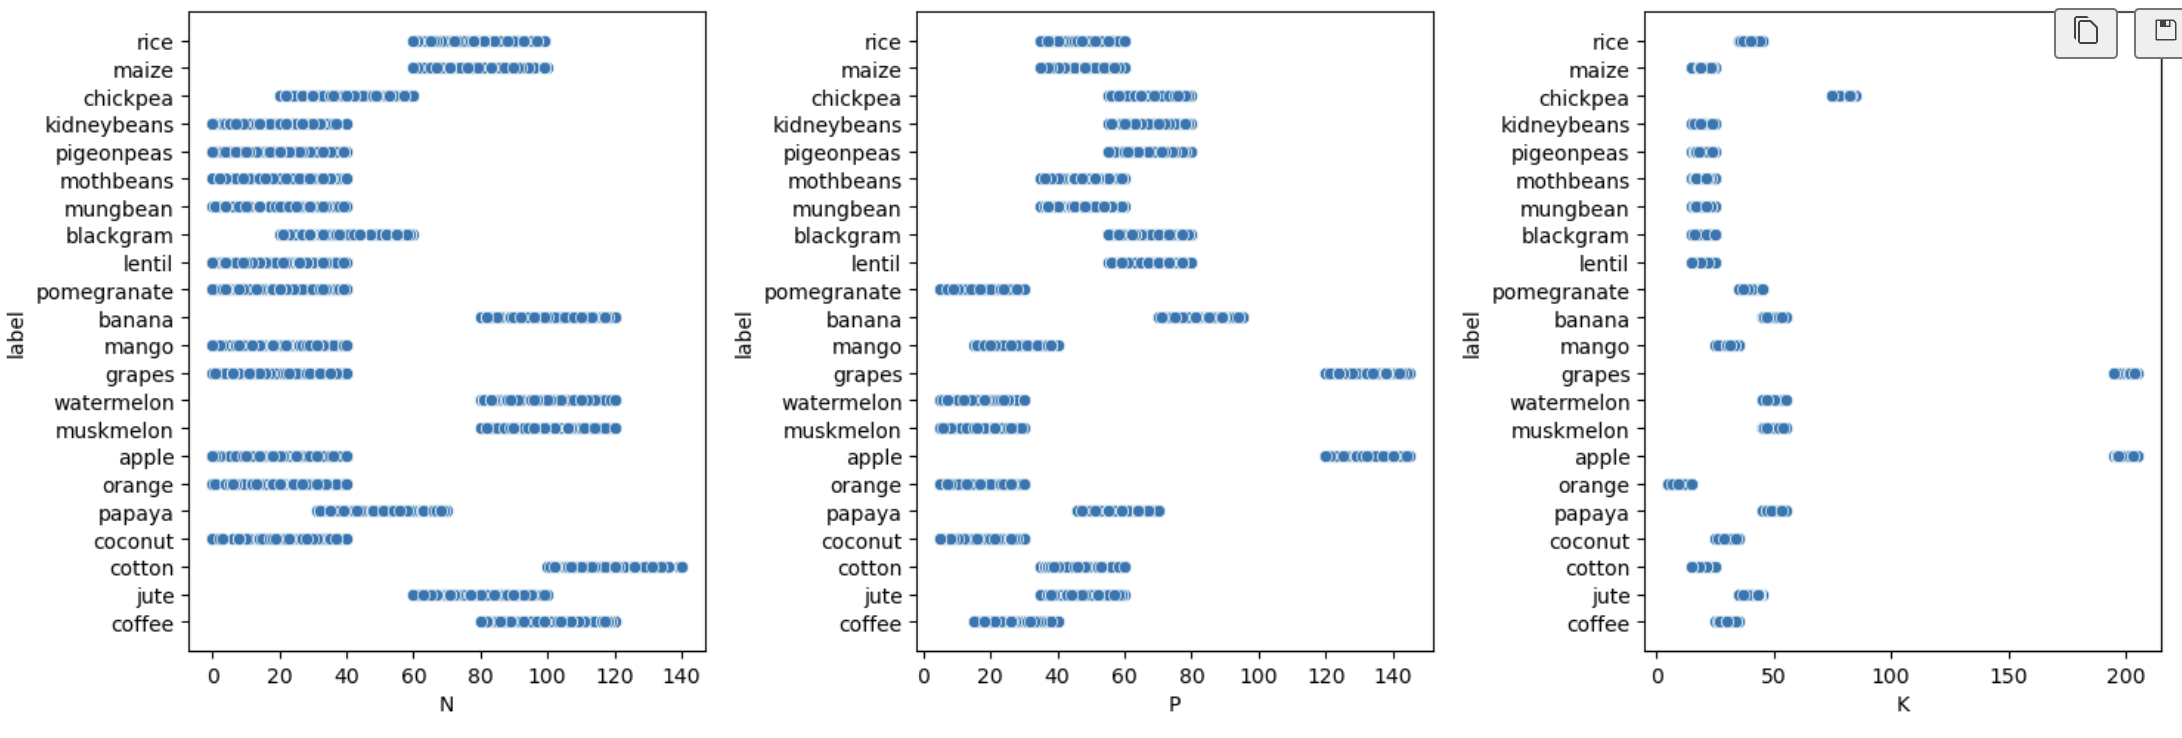 rice
maize
chickpea
kidneybeans
pigeonpeas
mothbeans
mungbean
blackgram
lentil
pomegranate
banana
mango
grapes
watermelon
muskmelon
apple
orange
papaya
coconut
cotton
jute
coffee
label
0 20 40 60 80 100 120 140
N
rice
maize
chickpea
kidneybeans
pigeonpeas
mothbeans
mungbean
blackgram
lentil
pomegranate
banana
mango
grapes
watermelon
muskmelon
apple
orange
papaya
coconut
cotton
jute
coffee
label
0 20 40 60 80 100 120 140
P
rice
maize
chickpea
kidneybeans
pigeonpeas
mothbeans
mungbean
blackgram
lentil
pomegranate
banana
mango
grapes
watermelon
muskmelon
apple
orange
papaya
coconut
cotton
jute
coffee
label
0 50 100 150 200
K